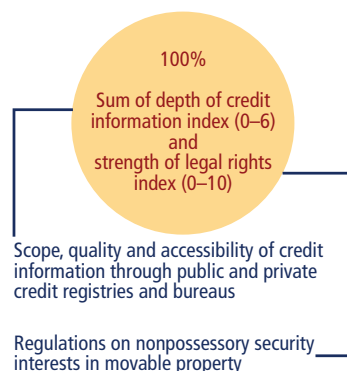 100%
Sum of depth of credit
information index (0–6)
and
strength of legal rights
index (0–10)
Scope, quality and accessibility of credit
information through public and private
credit registries and bureaus
Regulations on nonpossessory security
interests in movable property